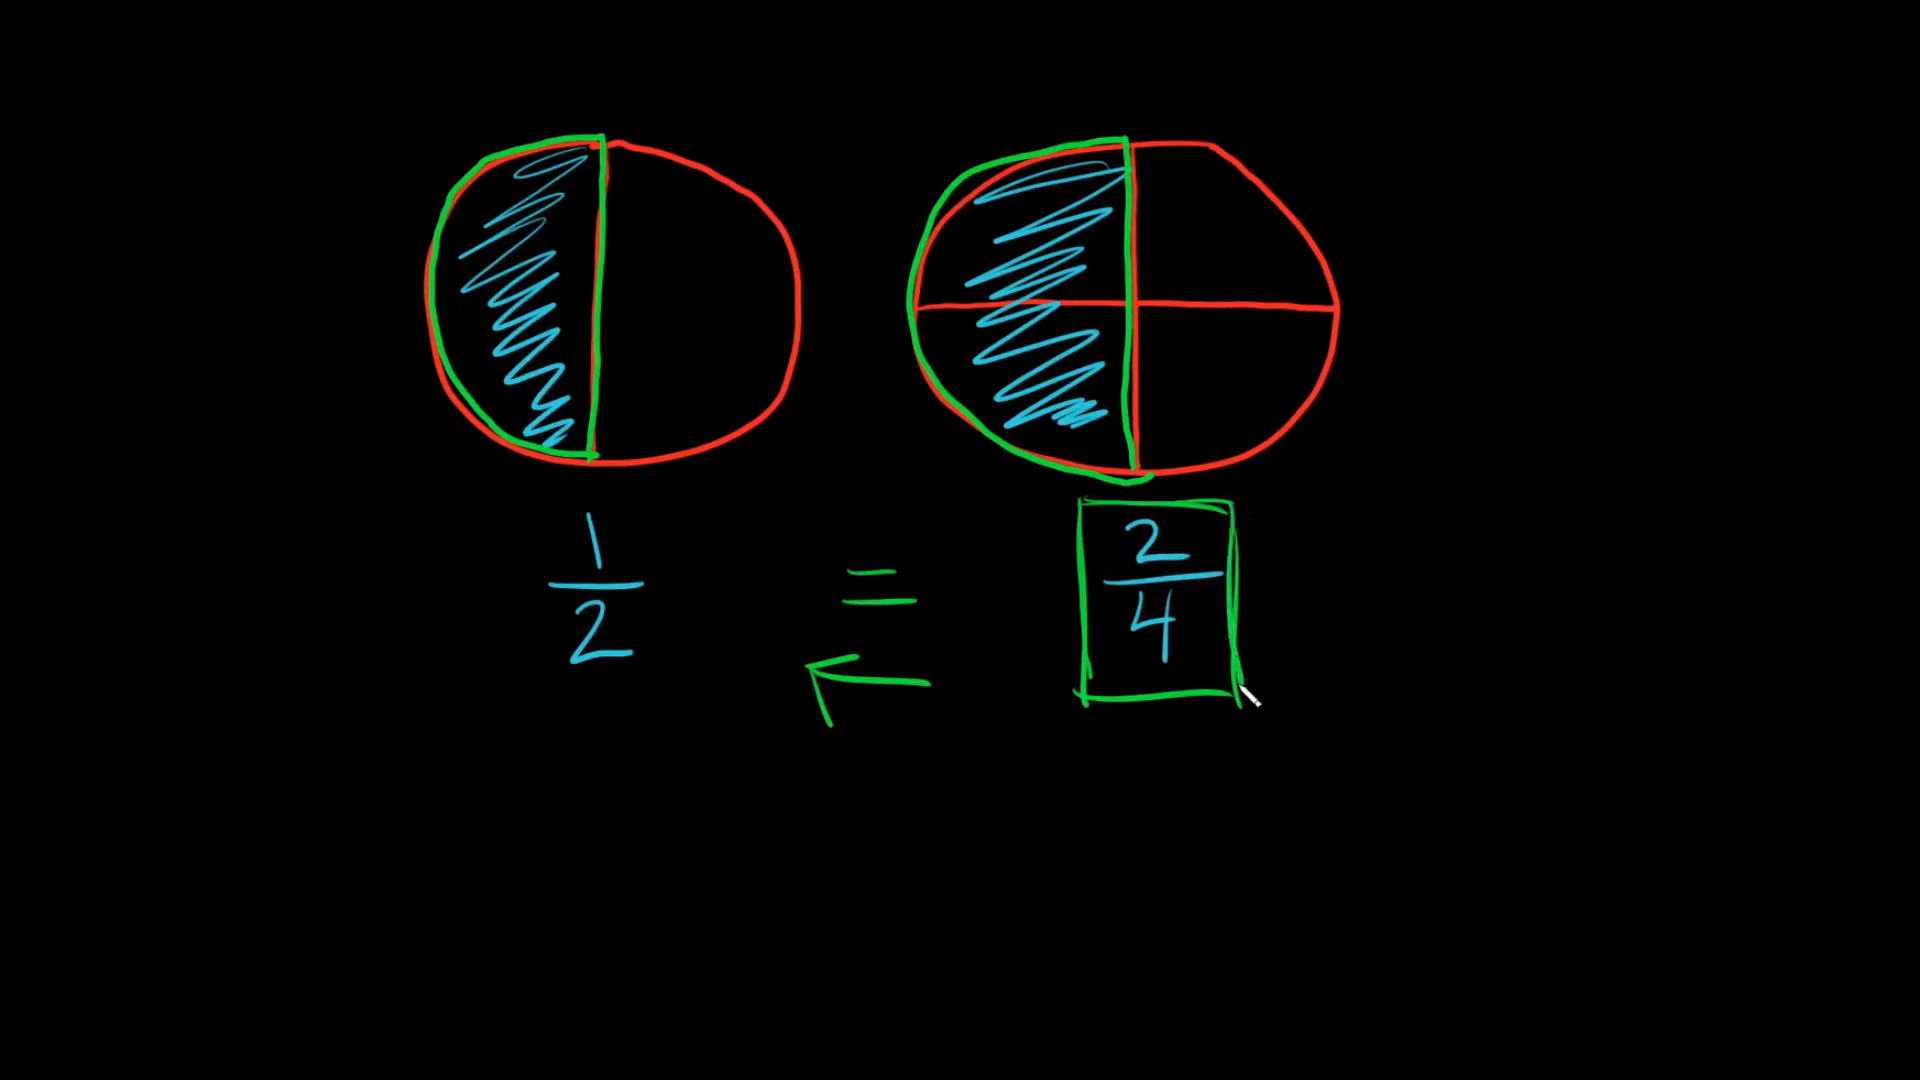 1/2 = 2/4